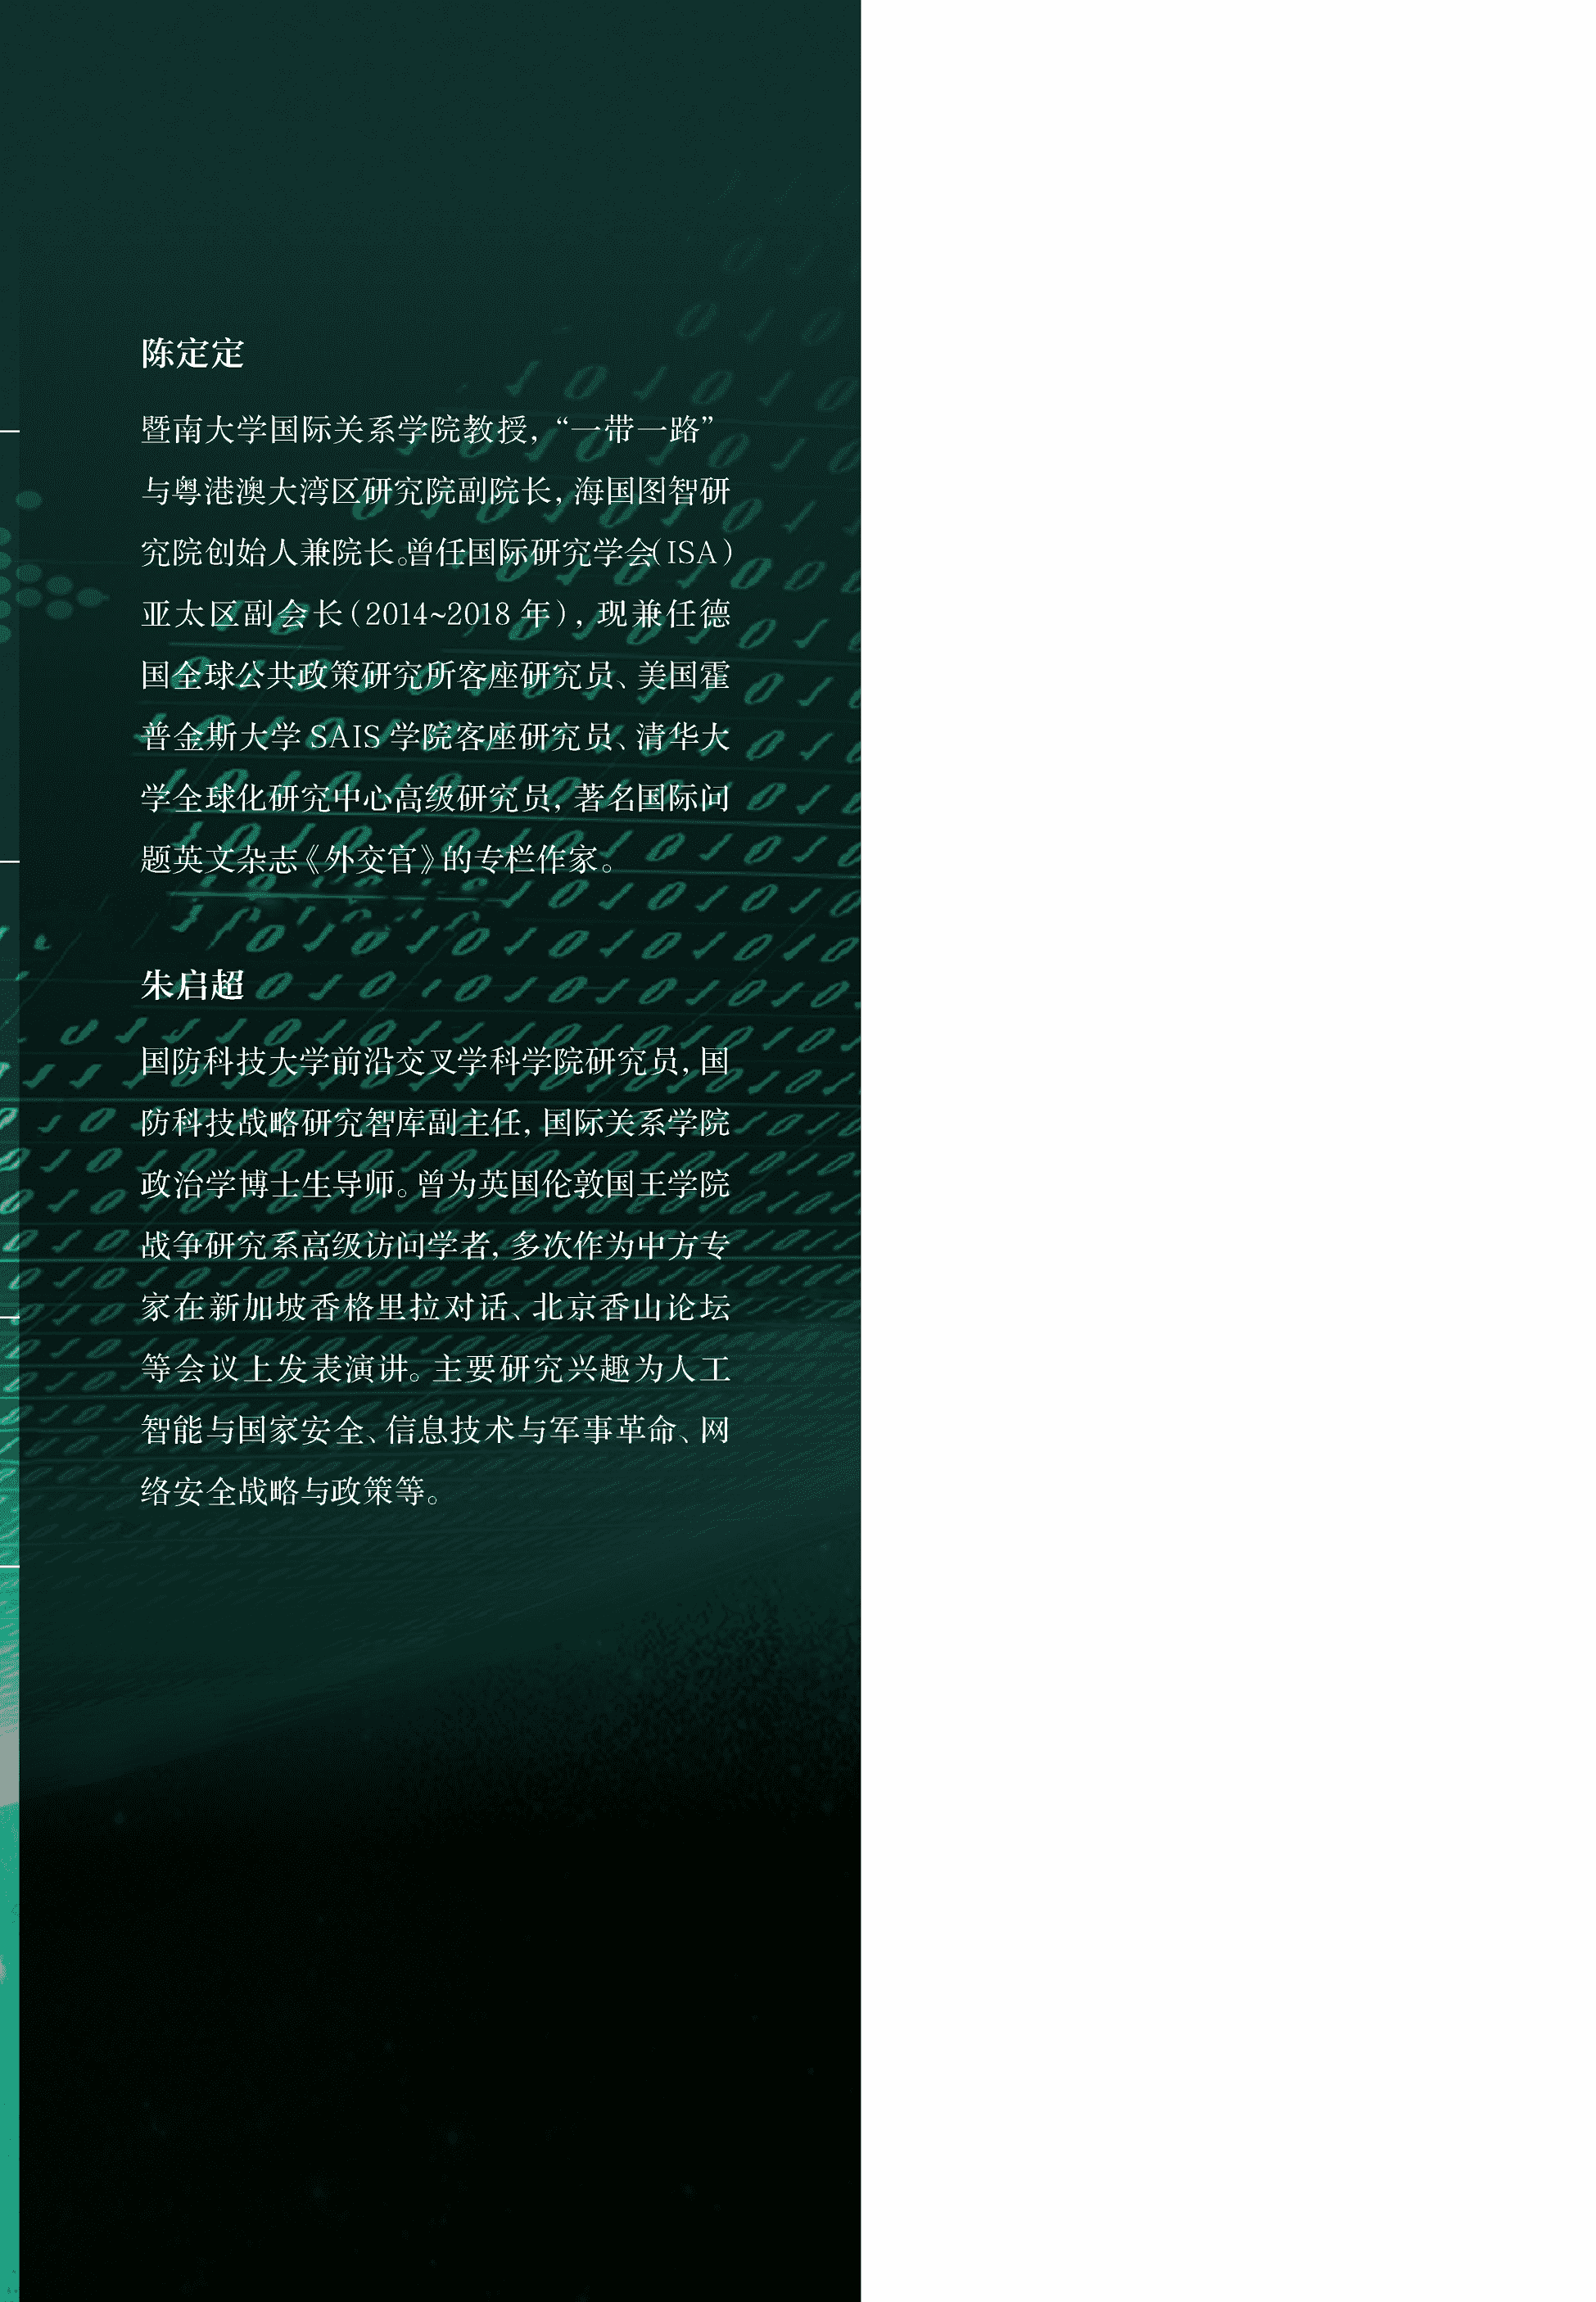 陈定定
暨南大学国际关系学院教授，“一带一路”
与粤港澳大湾区研究院副院长，海国图智研
究院创始人兼院长。曾任国际研究学会（ISA）
亚太区副会长（2014~2018 年），现兼任德
国全球公共政策研究所客座研究员、美国霍
普金斯大学 SAIS 学院客座研究员、清华大
学全球化研究中心高级研究员，著名国际问
题英文杂志《外交官》的专栏作家。
朱启超
国防科技大学前沿交叉学科学院研究员，国
防科技战略研究智库副主任，国际关系学院
政治学博士生导师。曾为英国伦敦国王学院
战争研究系高级访问学者，多次作为中方专
家在新加坡香格里拉对话、北京香山论坛
等会议上发表演讲。主要研究兴趣为人工
智能与国家安全、信息技术与军事革命、网
络安全战略与政策等。